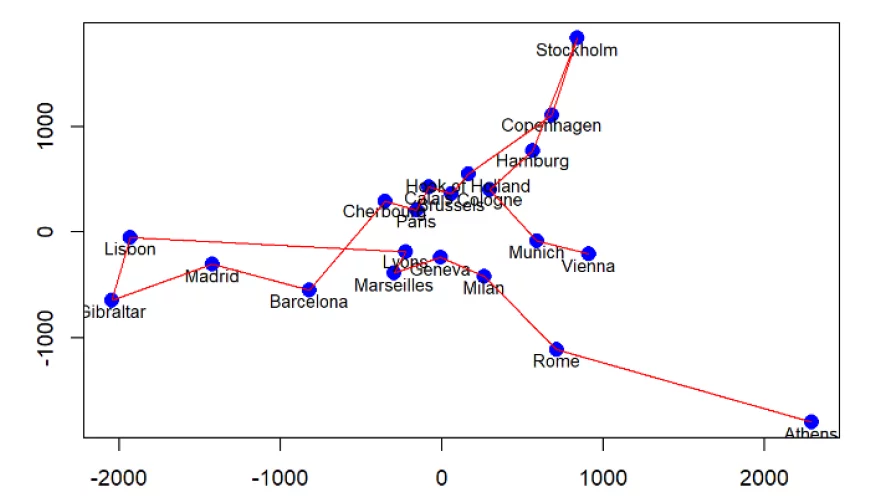 Stockholm
1000
Copenhagen
Hamburg
Hook of Holland
Calais
Cologne
Brussels
Cherbourg
Paris
0
Lisbon
Munich
Lyons
Vienna
Geneva
Madrid
Marseilles
Milan
Barcelona
Gibraltar
-1000
Rome
Athens
-2000 -1000 0 1000 2000